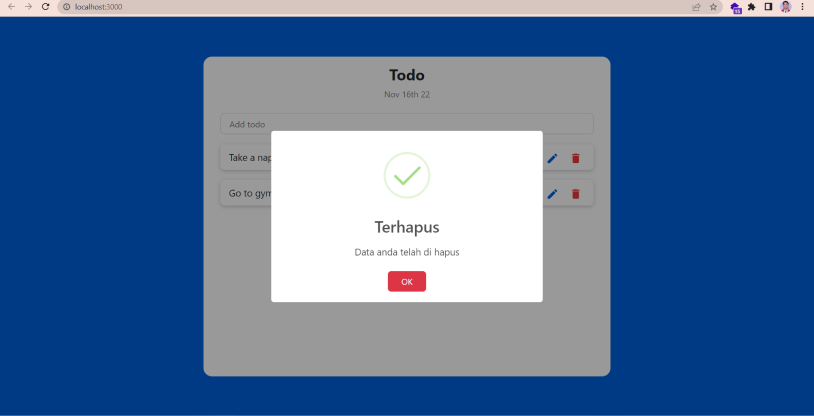 localhost:3000
15
Todo
Nov 16th 22
Add todo
Take a nap
Go to gym
Terhapus
Data anda telah di hapus
OK